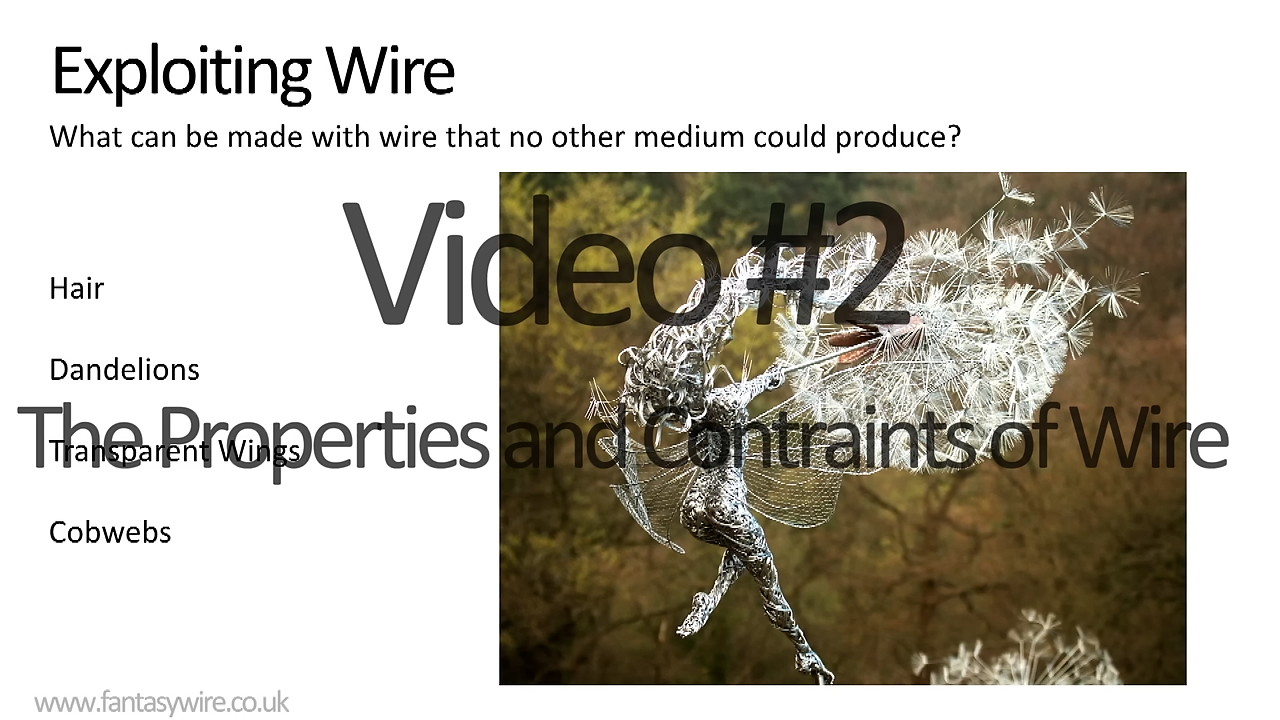 Exploiting Wire
What can be made with wire that no other medium could produce?
Video #2
Hair
Dandelions
The Properties and Contraints of Wire
Transparent Wings
Cobwebs
www.fantasywire.co.uk